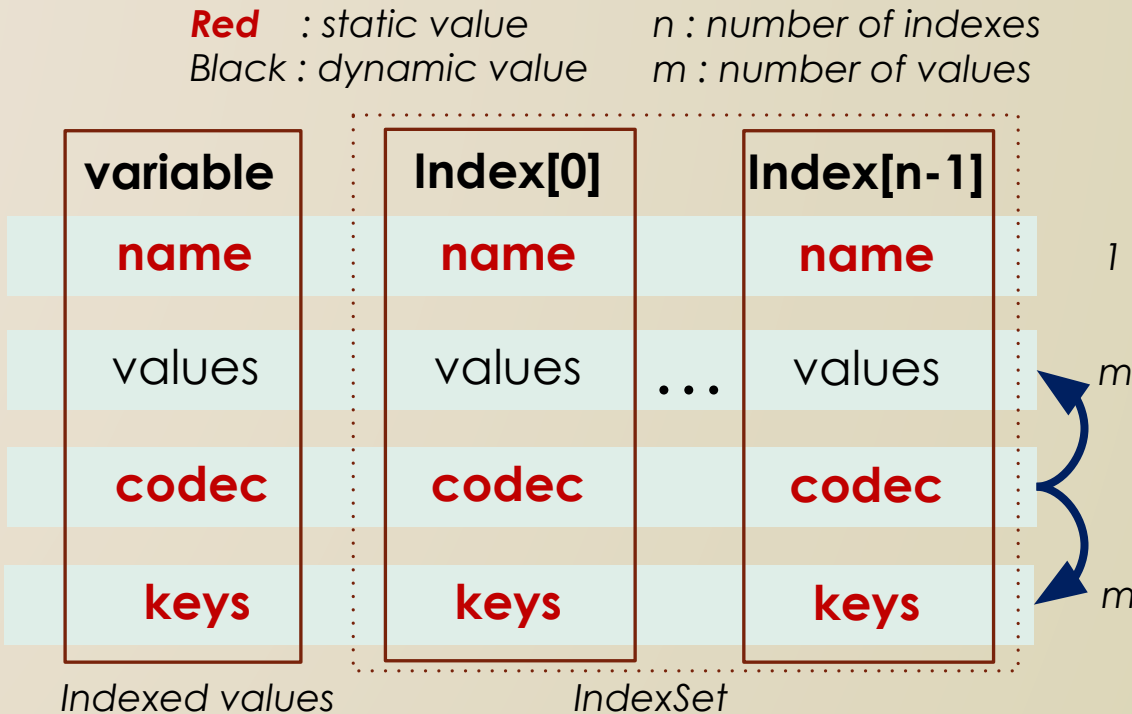 Red : static value n : number of indexes
Black : dynamic value m : number of values
variable Index[0] Index[n-1]
name name name 1
values values ... values m
codec codec codec
keys keys keys m
Indexed values IndexSet